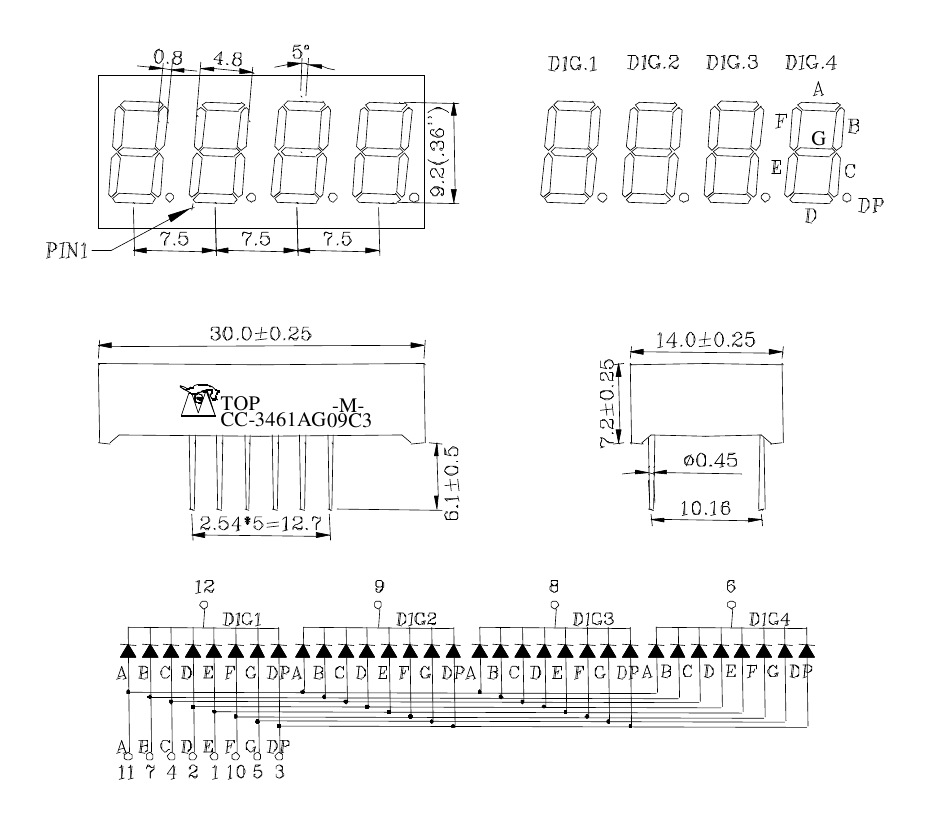 0.8 4.8 5°
9.2(.36")
PIN1
7.5 7.5 7.5
DIG.1 DIG.2 DIG.3 DIG.4
A
F B
G
E C
D DP
30.0±0.25
TOP -M-
CC-3461AG09C3
6.1±0.5
2.54*5=12.7
14.0±0.25
7.2±0.25
ø0.45
10.16
12 9 8 6
DIG1 DIG2 DIG3 DIG4
A B C D E F G DP A B C D E F G DP A B C D E F G DP A B C D E F G DP
A B C D E F G DP
11 7 4 2 1 10 5 3